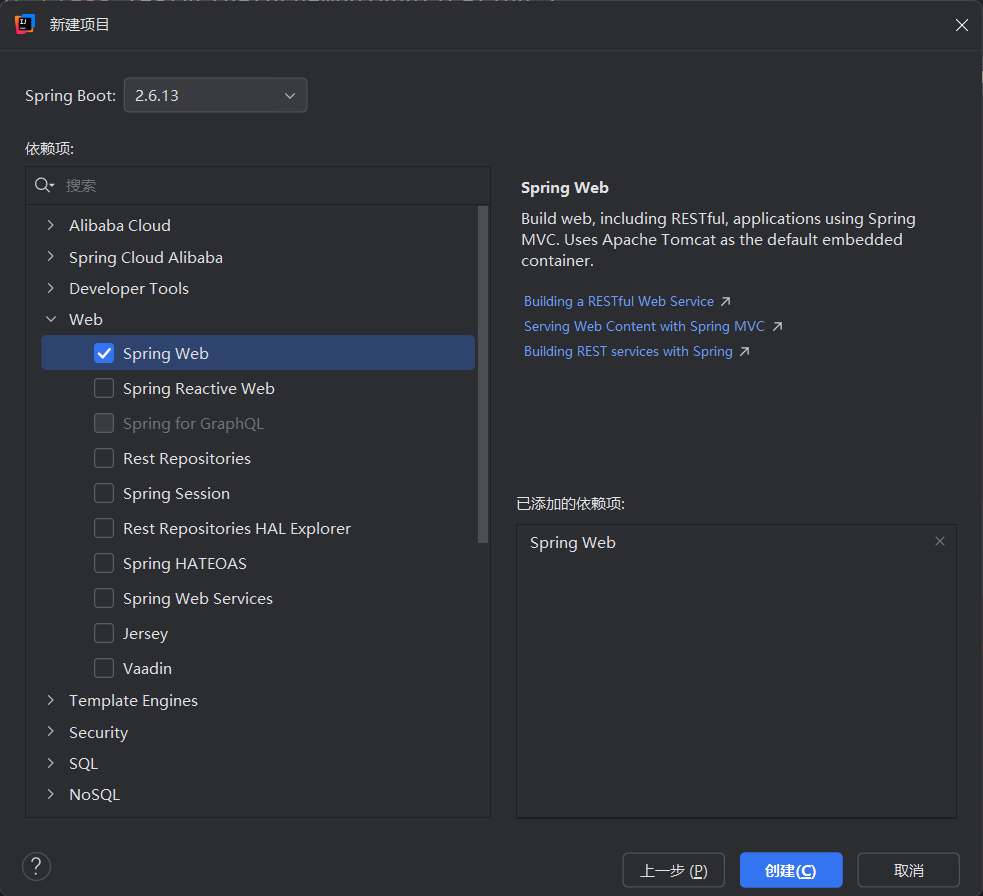 新建项目
Spring Boot: 2.6.13
依赖项:
搜索
Alibaba Cloud
Spring Cloud Alibaba
Developer Tools
Web
Spring Web
Spring Reactive Web
Spring for GraphQL
Rest Repositories
Spring Session
Rest Repositories HAL Explorer
Spring HATEOAS
Spring Web Services
Jersey
Vaadin
Template Engines
Security
SQL
NoSQL
Spring Web
Build web, including RESTful, applications using Spring
MVC. Uses Apache Tomcat as the default embedded
container.
Building a RESTful Web Service
Serving Web Content with Spring MVC
Building REST services with Spring
已添加的依赖项:
Spring Web
?
上一步 (P)
创建(C)
取消